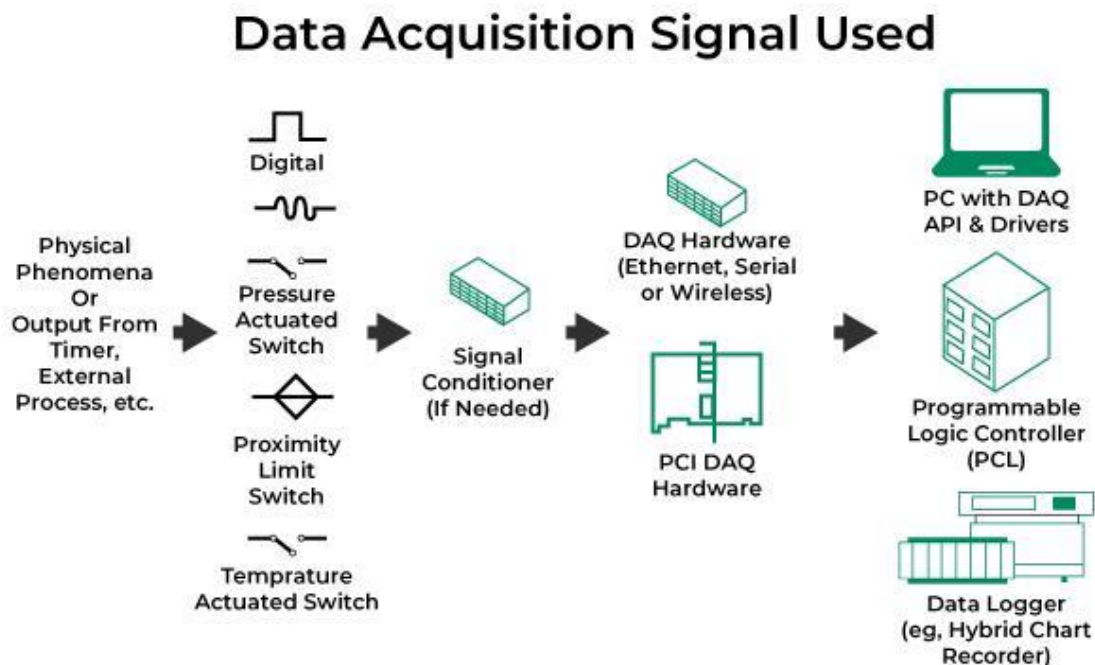 Data Acquisition Signal Used
Physical
Phenomena
Or
Output From
Timer,
External
Process, etc.
Digital
Pressure
Actuated
Switch
Proximity
Limit
Switch
Temprature
Actuated Switch
Signal
Conditioner
(If Needed)
DAQ Hardware
(Ethernet, Serial
or Wireless)
PCI DAQ
Hardware
PC with DAQ
API & Drivers
Programmable
Logic Controller
(PCL)
Data Logger
(eg, Hybrid Chart
Recorder)